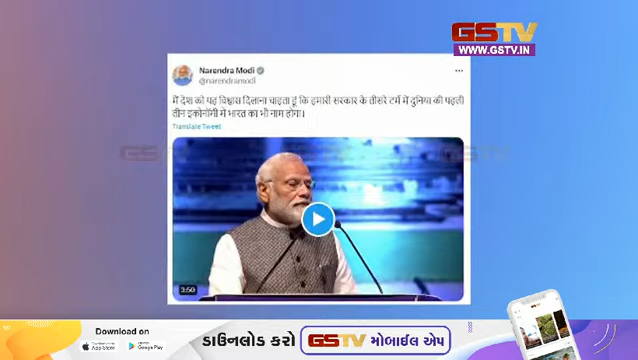 GSTV
WWW.GSTV.IN
Narendra Modi
@narendramodi
मैं देश को यह विश्वास दिलाना चाहता हूं कि हमारी सरकार के तीसरे टर्म में दुनिया की पहली
तीन इकोनॉमी में भारत का भी नाम होगा।
Translate Tweet
3:50
Download on
App Store
Google Play
ડાઉનલોડ કરો GSTV મોબાઈલ એપ